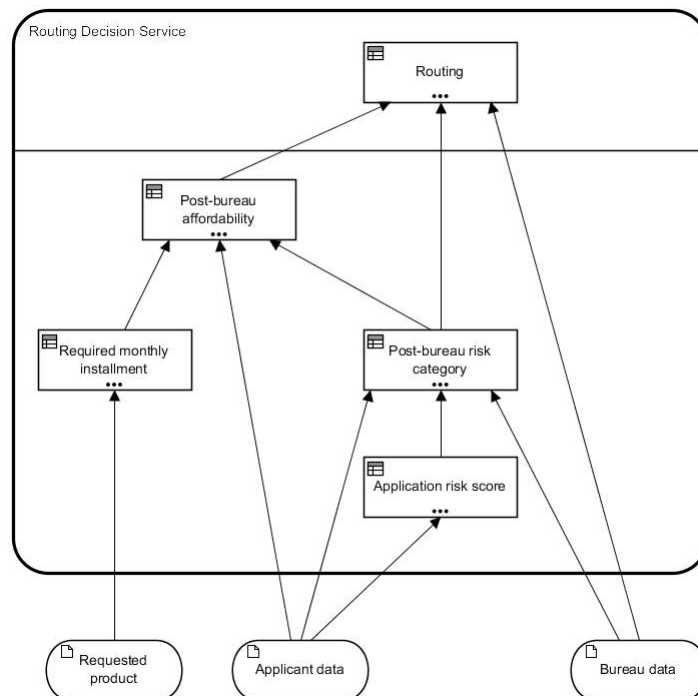 Routing Decision Service
Routing
Post-bureau
affordability
Required monthly
installment
Post-bureau risk
category
Application risk score
Requested
product
Applicant data
Bureau data